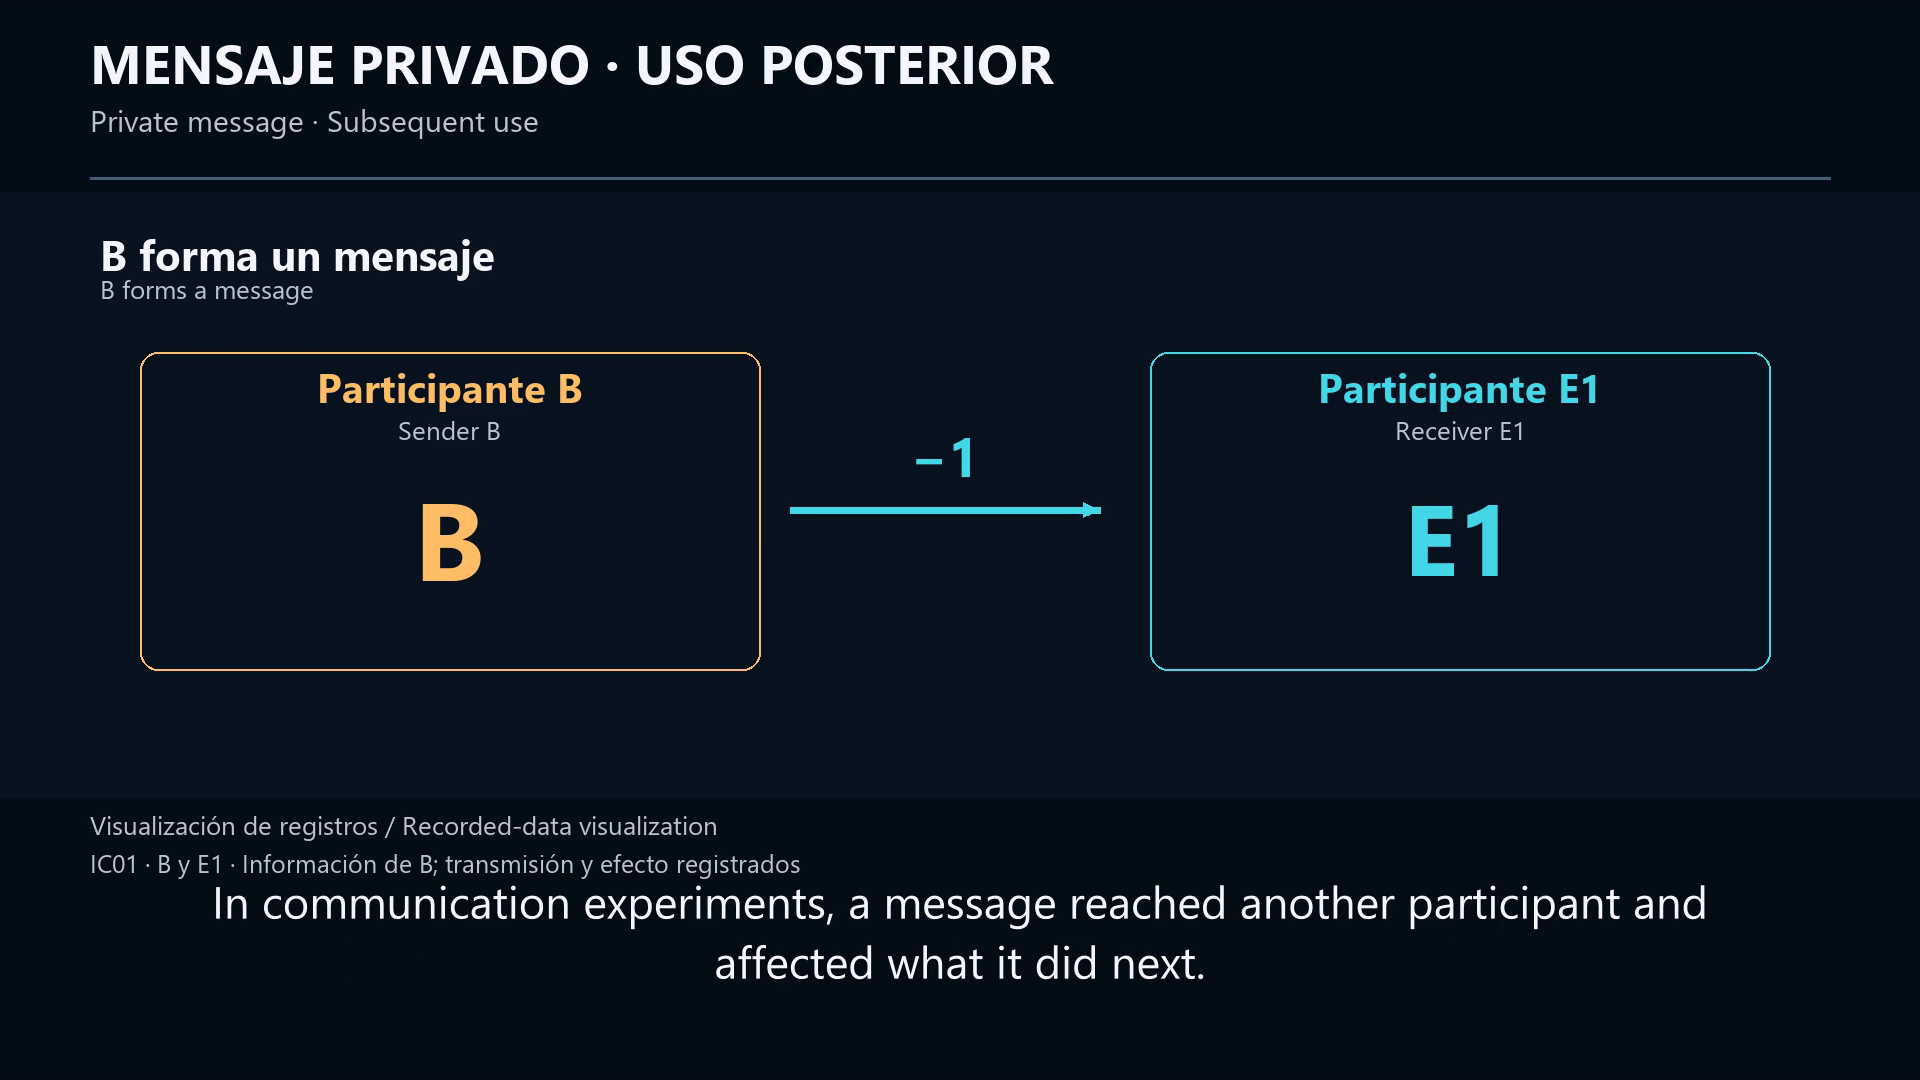 MENSAJE PRIVADO · USO POSTERIOR
Private message · Subsequent use
B forma un mensaje
B forms a message
Participante B
Sender B
B
−1
Participante E1
Receiver E1
E1
Visualización de registros / Recorded-data visualization
IC01 · B y E1 · Información de B; transmisión y efecto registrados
In communication experiments, a message reached another participant and
affected what it did next.